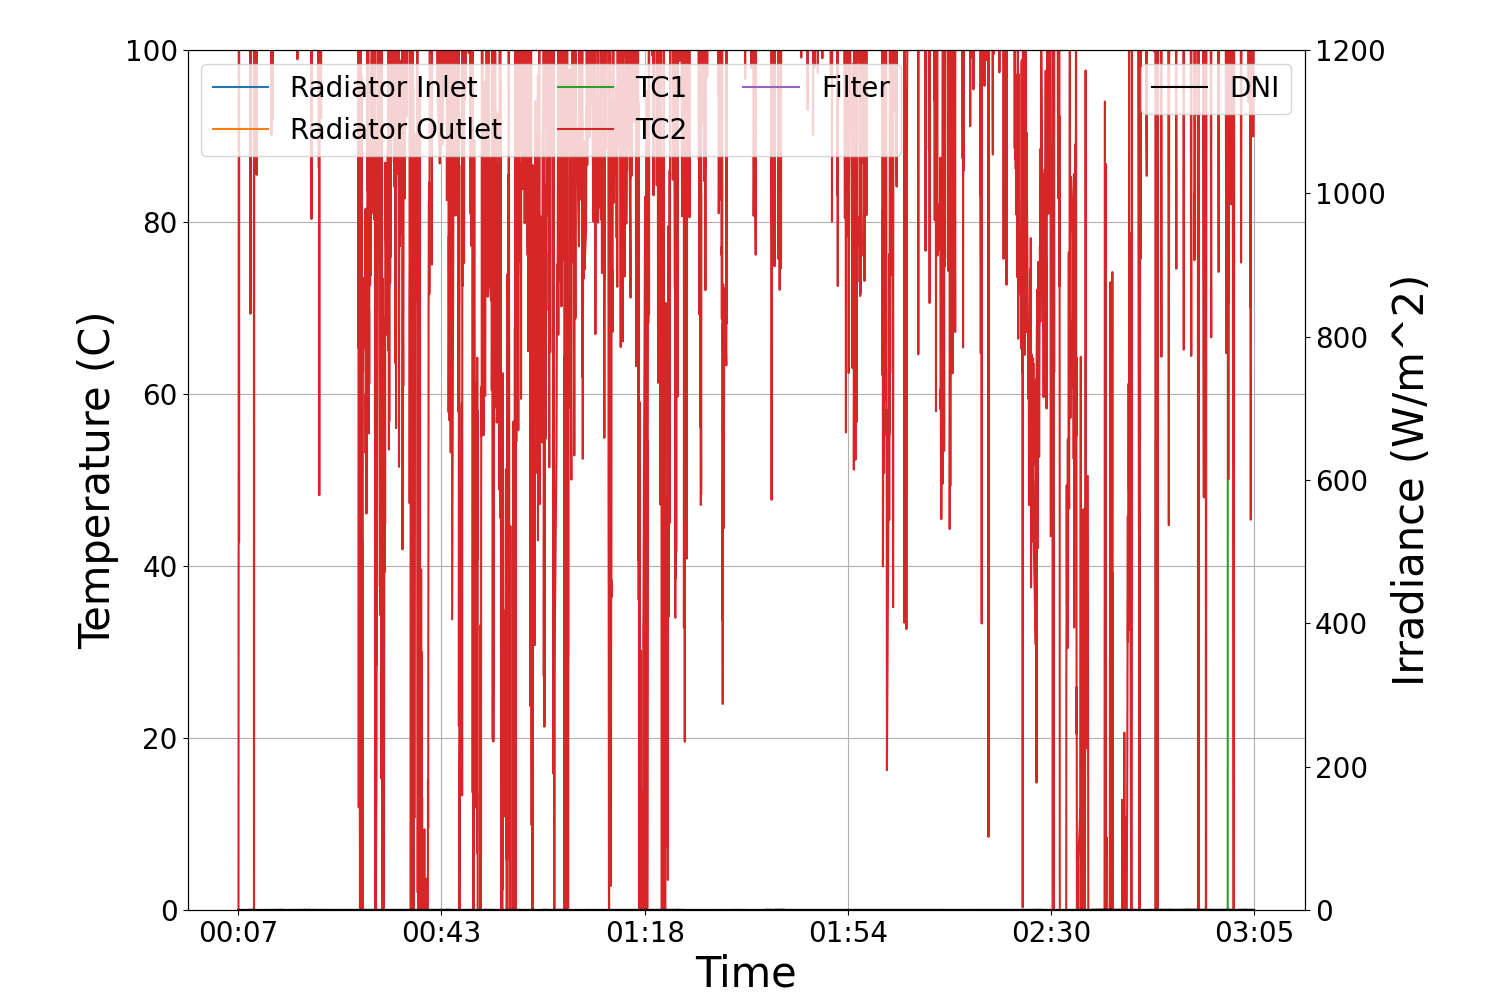 Radiator Inlet
Radiator Outlet
TC1
TC2
Filter
DNI
Temperature (C)
100
80
60
40
20
0
Irradiance (W/m^2)
1200
1000
800
600
400
200
0
00:07 00:43 01:18 01:54 02:30 03:05
Time